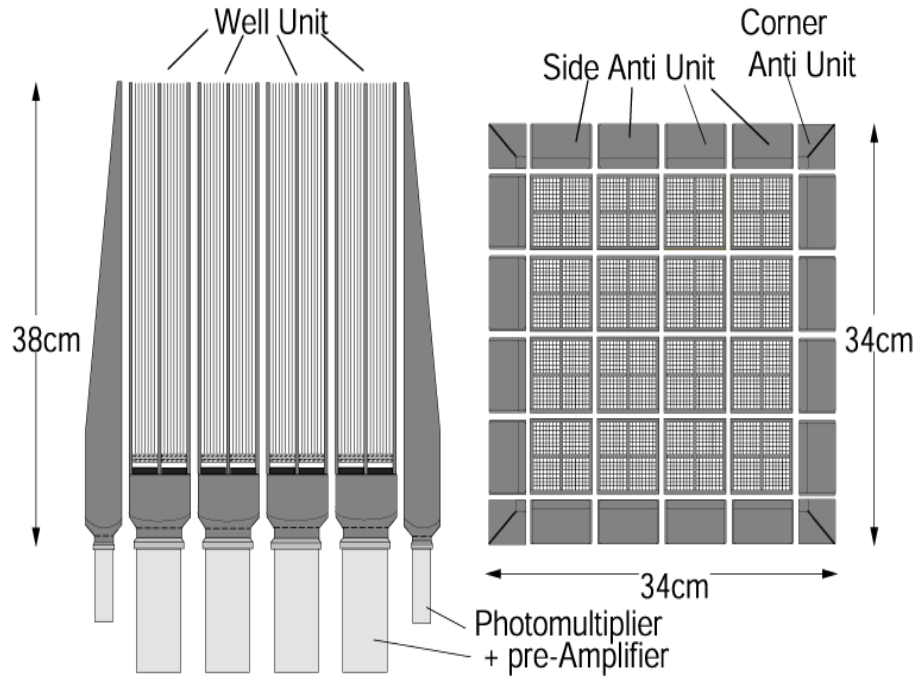 Well Unit
Corner
Side Anti Unit
Anti Unit
38cm
34cm
34cm
Photomultiplier
+ pre-Amplifier